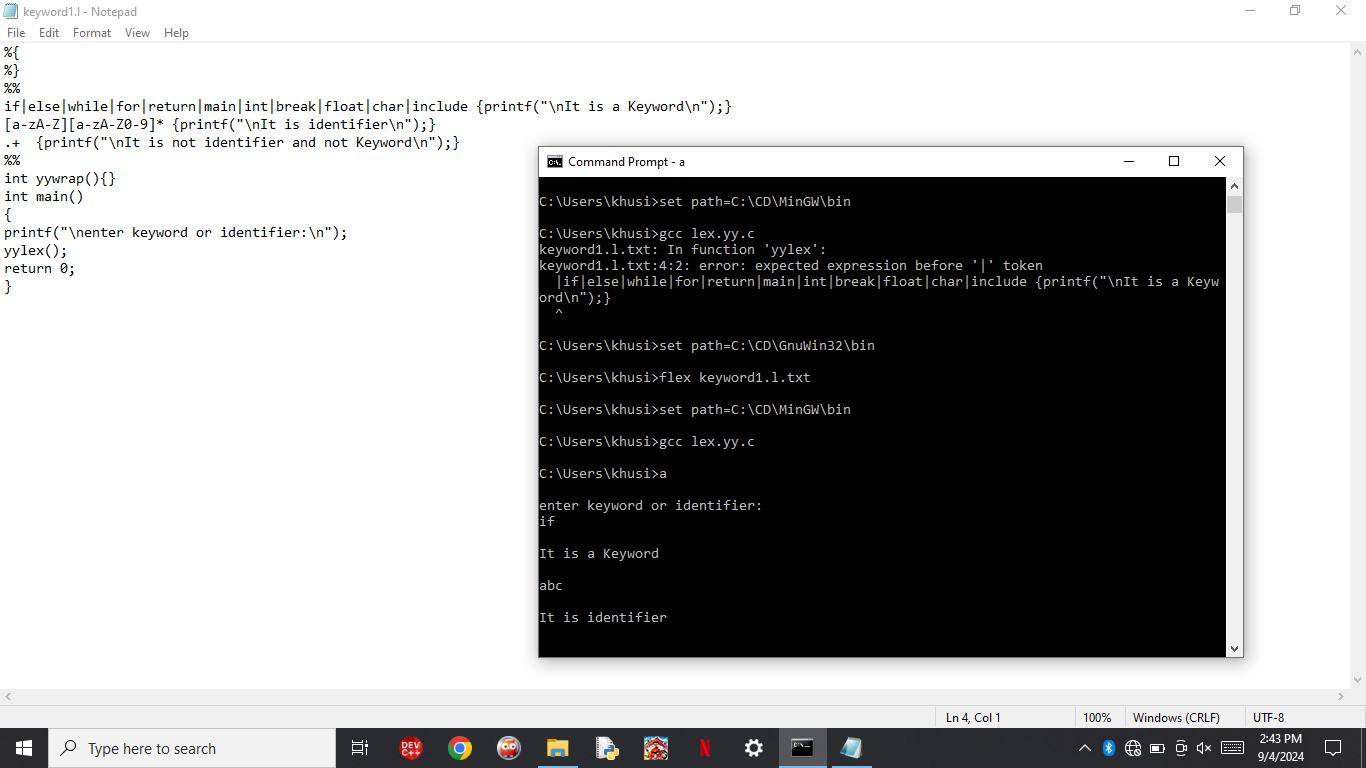 keyword1.l - Notepad
File Edit Format View Help
%{
%}
%%
if|else|while|for|return|main|int|break|float|char|include {printf("\nIt is a Keyword\n");}
[a-zA-Z][a-zA-Z0-9]* {printf("\nIt is identifier\n");}
.+  {printf("\nIt is not identifier and not Keyword\n");}
%%
int yywrap(){}
int main()
{
printf("\nenter keyword or identifier:\n");
yylex();
return 0;
}
Command Prompt - a
C:\Users\khusi>set path=C:\CD\MinGW\bin
C:\Users\khusi>gcc lex.yy.c
keyword1.l.txt: In function 'yylex':
keyword1.l.txt:4:2: error: expected expression before '|' token
|if|else|while|for|return|main|int|break|float|char|include {printf("\nIt is a Keyw
ord\n");}
^
C:\Users\khusi>set path=C:\CD\GnuWin32\bin
C:\Users\khusi>flex keyword1.l.txt
C:\Users\khusi>set path=C:\CD\MinGW\bin
C:\Users\khusi>gcc lex.yy.c
C:\Users\khusi>a
enter keyword or identifier:
if
It is a Keyword
abc
It is identifier
Ln 4, Col 1 100% Windows (CRLF) UTF-8
Type here to search
DEV C++
N
2:43 PM
9/4/2024